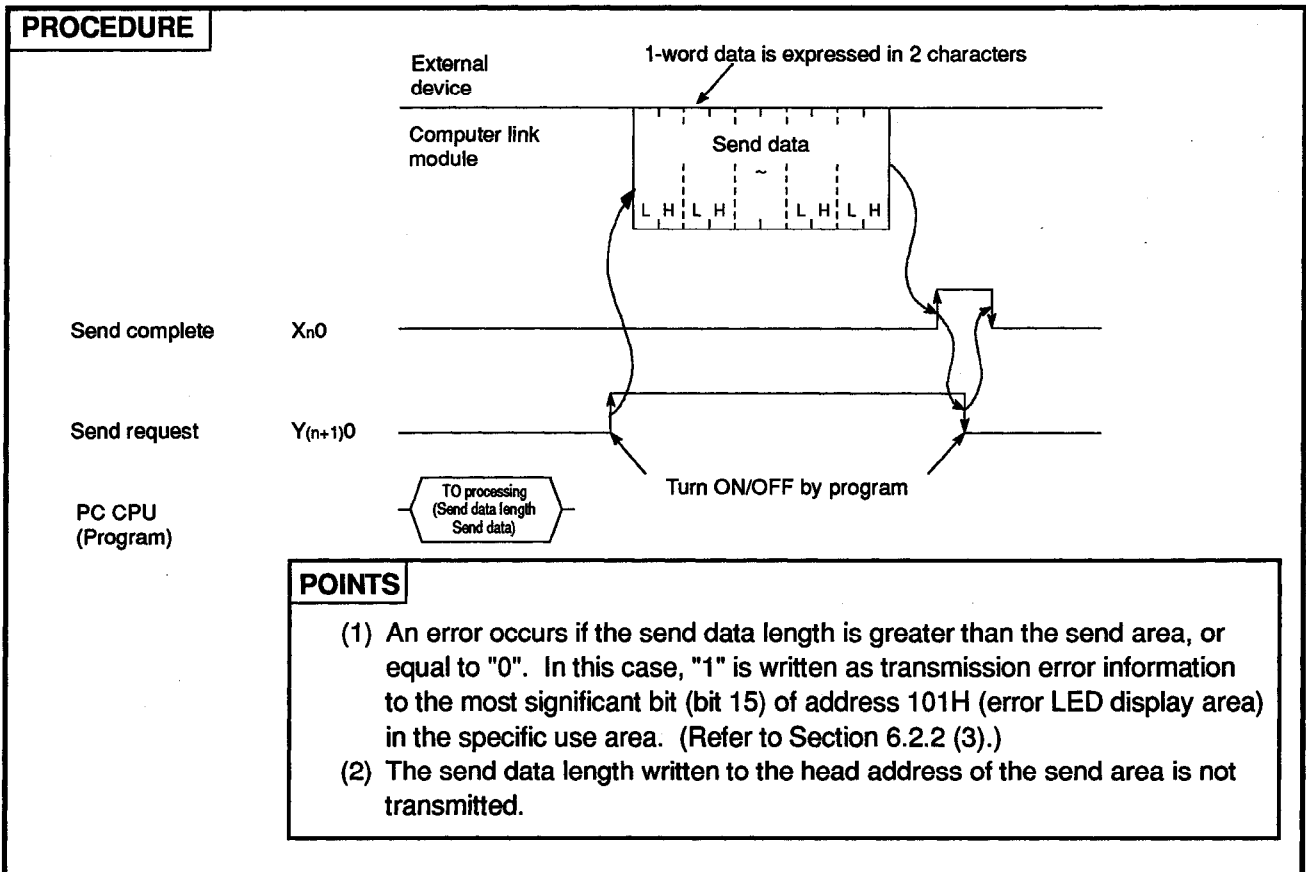 PROCEDURE
External
device
1-word data is expressed in 2 characters
Computer link
module
Send data
~
L H L H L H L H
Send complete Xn0
Send request Y(n+1)0
Turn ON/OFF by program
PC CPU
(Program)
TO processing
(Send data length
Send data)
POINTS
(1) An error occurs if the send data length is greater than the send area, or
equal to "0". In this case, "1" is written as transmission error information
to the most significant bit (bit 15) of address 101H (error LED display area)
in the specific use area. (Refer to Section 6.2.2 (3).)
(2) The send data length written to the head address of the send area is not
transmitted.